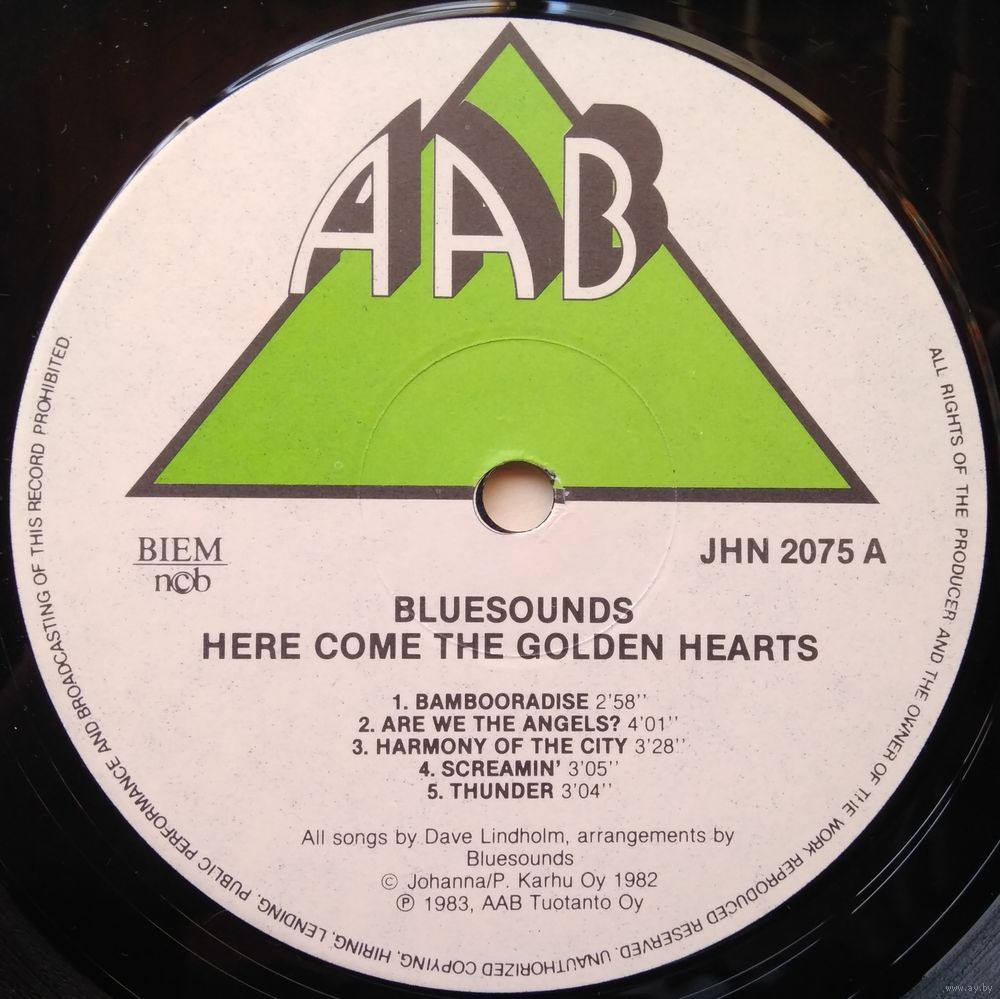 AAB
BIEM
ncb
JHN 2075 A
BLUESOUNDS
HERE COME THE GOLDEN HEARTS
1. BAMBOORADISE 2'58''
2. ARE WE THE ANGELS? 4'01''
3. HARMONY OF THE CITY 3'28''
4. SCREAMIN' 3'05''
5. THUNDER 3'04''
All songs by Dave Lindholm, arrangements by
Bluesounds
© Johanna/P. Karhu Oy 1982
℗ 1983, AAB Tuotanto Oy
ALL RIGHTS OF THE PRODUCER AND THE OWNER OF THE WORK REPRODUCED RESERVED. UNAUTHORIZED COPYING, HIRING, LENDING, PUBLIC PERFORMANCE AND BROADCASTING OF THIS RECORD PROHIBITED.
www.ay.by